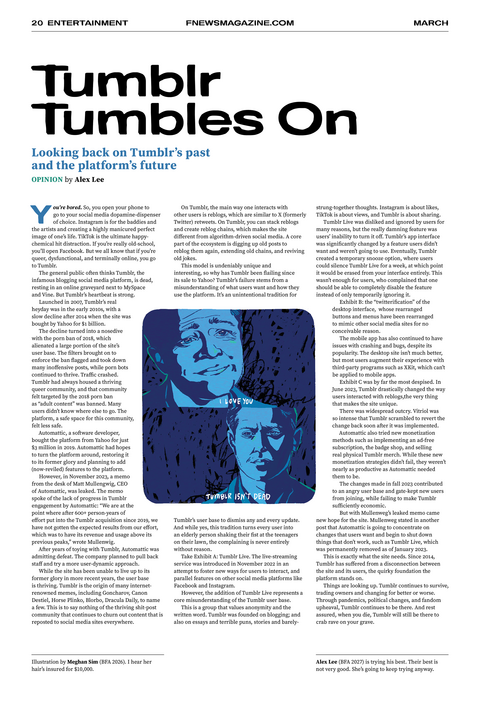 20 ENTERTAINMENT
FNEWSMAGAZINE.COM
MARCH
Tumblr
Tumbles On
Looking back on Tumblr's past
and the platform's future
OPINION by Alex Lee
You're bored. So, you open your phone to
go to your social media dopamine-dispenser
of choice. Instagram is for the baddies and
the artists and creating a highly manicured perfect
image of one's life. TikTok is the ultimate happy-
chemical hit distraction. If you're really old-school,
you'll open Facebook. But we all know that if you're
queer, dysfunctional, and terminally online, you go
to Tumblr.
The general public often thinks Tumblr, the
infamous blogging social media platform, is dead,
resting in an online graveyard next to MySpace
and Vine. But Tumblr's heartbeat is strong.
Launched in 2007, Tumblr's real
heyday was in the early 2010s, with a
slow decline after 2014 when the site was
bought by Yahoo for $1 billion.
The decline turned into a nosedive
with the porn ban of 2018, which
alienated a large portion of the site's
user base. The filters brought on to
enforce the ban flagged and took down
many inoffensive posts, while porn bots
continued to thrive. Traffic crashed.
Tumblr had always housed a thriving
queer community, and that community
felt targeted by the 2018 porn ban
as "adult content" was banned. Many
users didn't know where else to go. The
platform, a safe space for this community,
felt less safe.
Automattic, a software developer,
bought the platform from Yahoo for just
$3 million in 2019. Automattic had hopes
to turn the platform around, restoring it
to its former glory and planning to add
(now-reviled) features to the platform.
However, in November 2023, a memo
from the desk of Matt Mullengwig, CEO
of Automattic, was leaked. The memo
spoke of the lack of progress in Tumblr
engagement by Automattic: "We are at the
point where after 600+ person-years of
effort put into the Tumblr acquisition since 2019, we
have not gotten the expected results from our effort,
which was to have its revenue and usage above its
previous peaks," wrote Mullenwig.
After years of toying with Tumblr, Automattic was
admitting defeat. The company planned to pull back
staff and try a more user-dynamic approach.
While the site has been unable to live up to its
former glory in more recent years, the user base
is thriving. Tumblr is the origin of many internet-
renowned memes, including Goncharov, Canon
Destiel, Horse Plinko, Blorbo, Dracula Daily, to name
a few. This is to say nothing of the thriving shit-post
community that continues to churn out content that is
reposted to social media sites everywhere.
On Tumblr, the main way one interacts with
other users is reblogs, which are similar to X (formerly
Twitter) retweets. On Tumblr, you can stack reblogs
and create reblog chains, which makes the site
different from algorithm-driven social media. A core
part of the ecosystem is digging up old posts to
reblog them again, extending old chains, and reviving
old jokes.
This model is undeniably unique and
interesting, so why has Tumblr been flailing since
its sale to Yahoo? Tumblr's failure stems from a
misunderstanding of what users want and how they
use the platform. It's an unintentional tradition for
I LOVE YOU
TUMBLR ISN'T DEAD
Tumblr's user base to dismiss any and every update.
And while yes, this tradition turns every user into
an elderly person shaking their fist at the teenagers
on their lawn, the complaining is never entirely
without reason.
Take Exhibit A: Tumblr Live. The live-streaming
service was introduced in November 2022 in an
attempt to foster new ways for users to interact, and
parallel features on other social media platforms like
Facebook and Instagram.
However, the addition of Tumblr Live represents a
core misunderstanding of the Tumblr user base.
This is a group that values anonymity and the
written word. Tumblr was founded on blogging; and
also on essays and terrible puns, stories and barely-
strung-together thoughts. Instagram is about likes,
TikTok is about views, and Tumblr is about sharing.
Tumblr Live was disliked and ignored by users for
many reasons, but the really damning feature was
users' inability to turn it off. Tumblr's app interface
was significantly changed by a feature users didn't
want and weren't going to use. Eventually, Tumblr
created a temporary snooze option, where users
could silence Tumblr Live for a week, at which point
it would be erased from your interface entirely. This
wasn't enough for users, who complained that one
should be able to completely disable the feature
instead of only temporarily ignoring it.
Exhibit B: the "twitterification" of the
desktop interface, whose rearranged
buttons and menus have been rearranged
to mimic other social media sites for no
conceivable reason.
The mobile app has also continued to have
issues with crashing and bugs, despite its
popularity. The desktop site isn't much better,
but most users augment their experience with
third-party programs such as XKit, which can't
be applied to mobile apps.
Exhibit C was by far the most despised. In
June 2023, Tumblr drastically changed the way
users interacted with reblogs,the very thing
that makes the site unique.
There was widespread outcry. Vitriol was
so intense that Tumblr scrambled to revert the
change back soon after it was implemented.
Automattic also tried new monetization
methods such as implementing an ad-free
subscription, the badge shop, and selling
real physical Tumblr merch. While these new
monetization strategies didn't fail, they weren't
nearly as productive as Automattic needed
them to be.
The changes made in fall 2023 contributed
to an angry user base and gate-kept new users
from joining, while failing to make Tumblr
sufficiently economic.
But with Mullenweg's leaked memo came
new hope for the site. Mullenweg stated in another
post that Automattic is going to concentrate on
changes that users want and begin to shut down
things that don't work, such as Tumblr Live, which
was permanently removed as of January 2023.
This is exactly what the site needs. Since 2014,
Tumblr has suffered from a disconnection between
the site and its users, the quirky foundation the
platform stands on.
Things are looking up. Tumblr continues to survive,
trading owners and changing for better or worse.
Through pandemics, political changes, and fandom
upheaval, Tumblr continues to be there. And rest
assured, when you die, Tumblr will still be there to
crab rave on your grave.
Illustration by Meghan Sim (BFA 2026). I hear her
hair's insured for $10,000.
Alex Lee (BFA 2027) is trying his best. Their best is
not very good. She's going to keep trying anyway.